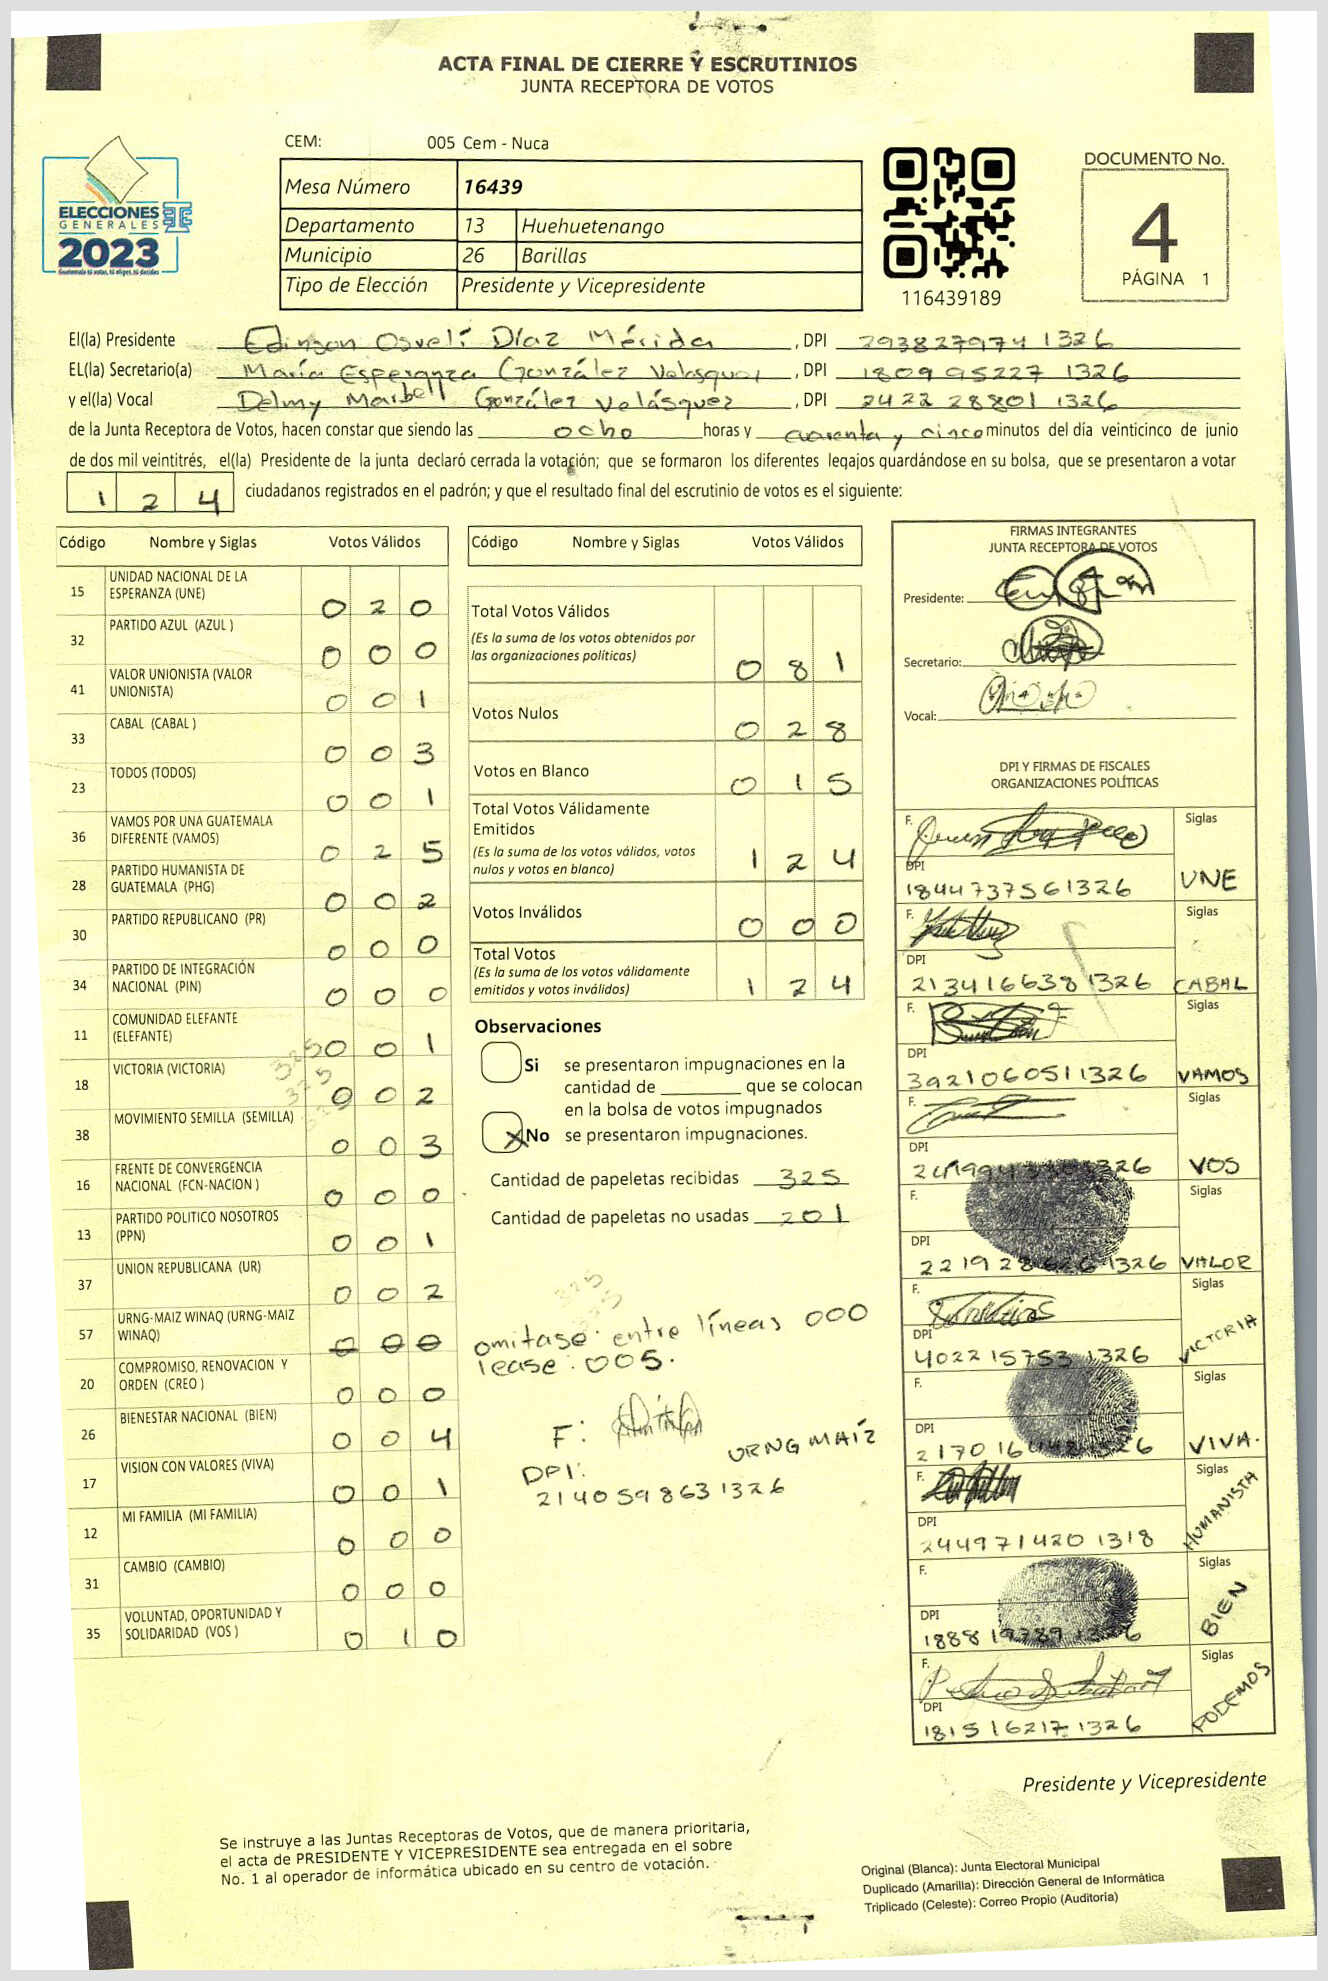 ACTA FINAL DE CIERRE Y ESCRUTINIOS
JUNTA RECEPTORA DE VOTOS
CEM: 005 Cem - Nuca
Mesa Número 16439
Departamento 13 Huehuetenango
Municipio 26 Barillas
Tipo de Elección Presidente y Vicepresidente
ELECCIONES
GENERALES
2023
Guatemala tú votas, tú eliges, tú decides
116439189
DOCUMENTO No.
4
PÁGINA 1
El(la) Presidente Edinson Osvelí Díaz Mérida, DPI 293827974 1326
EL(la) Secretario(a) María Esperanza González Velásquez, DPI 180995227 1326
y el(la) Vocal Delmy Marbell González Velásquez, DPI 2422 28801 1326
de la Junta Receptora de Votos, hacen constar que siendo las ocho horas y cuarenta y cinco minutos del día veinticinco de junio
de dos mil veintitrés, el(la) Presidente de la junta declaró cerrada la votación; que se formaron los diferentes legajos guardándose en su bolsa, que se presentaron a votar
1 2 4 ciudadanos registrados en el padrón; y que el resultado final del escrutinio de votos es el siguiente:
Código Nombre y Siglas Votos Válidos
15 UNIDAD NACIONAL DE LA
ESPERANZA (UNE) 0 2 0
32 PARTIDO AZUL (AZUL ) 0 0 0
41 VALOR UNIONISTA (VALOR
UNIONISTA) 0 0 1
33 CABAL (CABAL ) 0 0 3
23 TODOS (TODOS) 0 0 1
36 VAMOS POR UNA GUATEMALA
DIFERENTE (VAMOS) 0 2 5
28 PARTIDO HUMANISTA DE
GUATEMALA (PHG) 0 0 2
30 PARTIDO REPUBLICANO (PR) 0 0 0
34 PARTIDO DE INTEGRACIÓN
NACIONAL (PIN) 0 0 0
11 COMUNIDAD ELEFANTE
(ELEFANTE) 0 0 1
18 VICTORIA (VICTORIA) 0 0 2
325
325
38 MOVIMIENTO SEMILLA (SEMILLA) 0 0 3
16 FRENTE DE CONVERGENCIA
NACIONAL (FCN-NACION ) 0 0 0
13 PARTIDO POLITICO NOSOTROS
(PPN) 0 0 1
37 UNION REPUBLICANA (UR) 0 0 2
57 URNG-MAIZ WINAQ (URNG-MAIZ
WINAQ) 0 0 0
20 COMPROMISO, RENOVACION Y
ORDEN (CREO ) 0 0 0
26 BIENESTAR NACIONAL (BIEN) 0 0 4
17 VISION CON VALORES (VIVA) 0 0 1
12 MI FAMILIA (MI FAMILIA) 0 0 0
31 CAMBIO (CAMBIO) 0 0 0
35 VOLUNTAD, OPORTUNIDAD Y
SOLIDARIDAD (VOS ) 0 1 0
Código Nombre y Siglas Votos Válidos
Total Votos Válidos
(Es la suma de los votos obtenidos por
las organizaciones políticas) 0 8 1
Votos Nulos 0 2 8
Votos en Blanco 0 1 5
Total Votos Válidamente
Emitidos
(Es la suma de los votos válidos, votos
nulos y votos en blanco) 1 2 4
Votos Inválidos 0 0 0
Total Votos
(Es la suma de los votos válidamente
emitidos y votos inválidos) 1 2 4
Observaciones
Si se presentaron impugnaciones en la
cantidad de ________ que se colocan
en la bolsa de votos impugnados
X No se presentaron impugnaciones.
Cantidad de papeletas recibidas 325
Cantidad de papeletas no usadas 201
325
omitase: entre líneas 000
lease: 005.
F:
URNG MAÍZ
DPI:
214059863 1326
FIRMAS INTEGRANTES
JUNTA RECEPTORA DE VOTOS
Presidente:
Secretario:
Vocal:
DPI Y FIRMAS DE FISCALES
ORGANIZACIONES POLÍTICAS
F. Siglas
DPI
1844737561326 UNE
F. Siglas
DPI
213416638 1326 CABAL
F. Siglas
DPI
3921060511326 VAMOS
F. Siglas
DPI
1326 VOS
F. Siglas
DPI
1326 VALOR
F. Siglas
DPI
4022157531326 VICTORIA
F. Siglas
DPI
VIVA.
F. Siglas
DPI
244971420 1318 HUMANISTA
F. Siglas
DPI
BIEN
F. Siglas
DPI
181516217 1326 PODEMOS
Presidente y Vicepresidente
Se instruye a las Juntas Receptoras de Votos, que de manera prioritaria,
el acta de PRESIDENTE Y VICEPRESIDENTE sea entregada en el sobre
No. 1 al operador de informática ubicado en su centro de votación.
Original (Blanca): Junta Electoral Municipal
Duplicado (Amarilla): Dirección General de Informática
Triplicado (Celeste): Correo Propio (Auditoría)